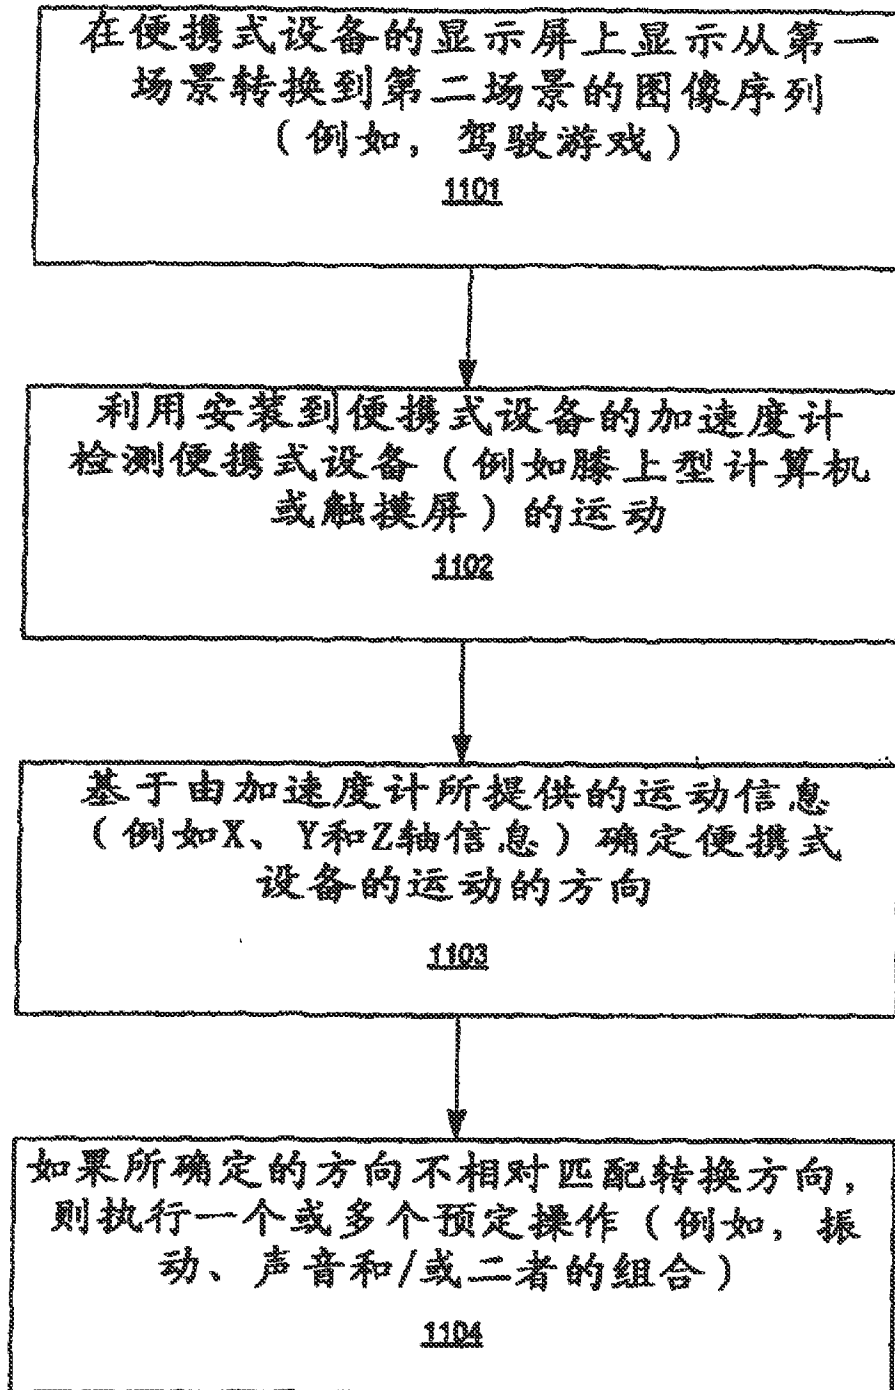 在便携式设备的显示屏上显示从第一
场景转换到第二场景的图像序列
（例如，驾驶游戏）
1101
利用安装到便携式设备的加速度计
检测便携式设备（例如膝上型计算机
或触摸屏）的运动
1102
基于由加速度计所提供的运动信息
（例如X、Y和Z轴信息）确定便携式
设备的运动的方向
1103
如果所确定的方向不相对匹配转换方向，
则执行一个或多个预定操作（例如，振
动、声音和/或二者的组合）
1104